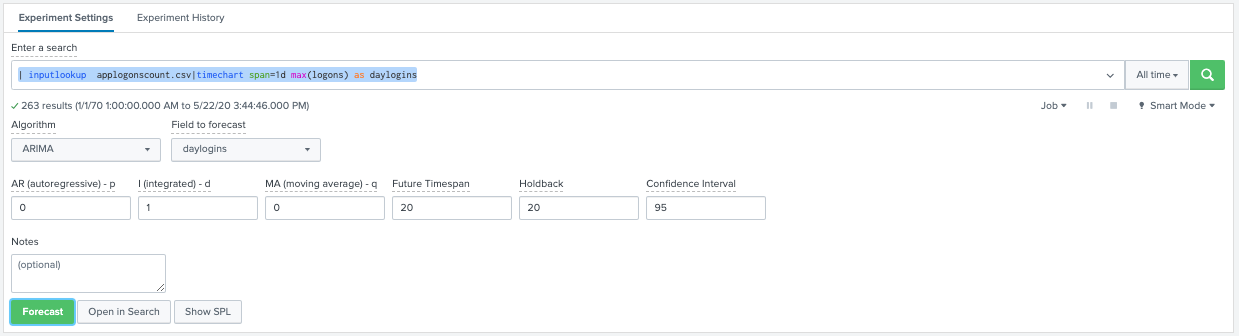 Experiment Settings Experiment History
Enter a search
| inputlookup applogonscount.csv|timechart span=1d max(logons) as daylogins All time
263 results (1/1/70 1:00:00.000 AM to 5/22/20 3:44:46.000 PM) Job Smart Mode
Algorithm Field to forecast
ARIMA daylogins
AR (autoregressive) - p I (integrated) - d MA (moving average) - q Future Timespan Holdback Confidence Interval
0 1 0 20 20 95
Notes
(optional)
Forecast Open in Search Show SPL